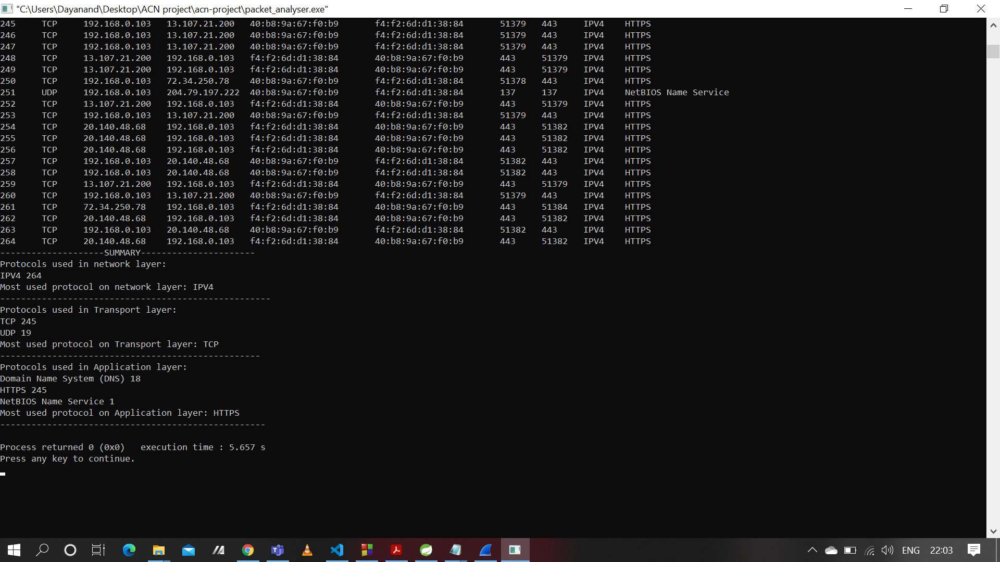 "C:\Users\Dayanand\Desktop\ACN project\acn-project\packet_analyser.exe"
245 TCP 192.168.0.103 13.107.21.200 40:b8:9a:67:f0:b9 f4:f2:6d:d1:38:84 51379 443 IPV4 HTTPS
246 TCP 192.168.0.103 13.107.21.200 40:b8:9a:67:f0:b9 f4:f2:6d:d1:38:84 51379 443 IPV4 HTTPS
247 TCP 192.168.0.103 13.107.21.200 40:b8:9a:67:f0:b9 f4:f2:6d:d1:38:84 51379 443 IPV4 HTTPS
248 TCP 13.107.21.200 192.168.0.103 f4:f2:6d:d1:38:84 40:b8:9a:67:f0:b9 443 51379 IPV4 HTTPS
249 TCP 13.107.21.200 192.168.0.103 f4:f2:6d:d1:38:84 40:b8:9a:67:f0:b9 443 51379 IPV4 HTTPS
250 TCP 192.168.0.103 72.34.250.78 40:b8:9a:67:f0:b9 f4:f2:6d:d1:38:84 51378 443 IPV4 HTTPS
251 UDP 192.168.0.103 204.79.197.222 40:b8:9a:67:f0:b9 f4:f2:6d:d1:38:84 137 137 IPV4 NetBIOS Name Service
252 TCP 13.107.21.200 192.168.0.103 f4:f2:6d:d1:38:84 40:b8:9a:67:f0:b9 443 51379 IPV4 HTTPS
253 TCP 192.168.0.103 13.107.21.200 40:b8:9a:67:f0:b9 f4:f2:6d:d1:38:84 51379 443 IPV4 HTTPS
254 TCP 20.140.48.68 192.168.0.103 f4:f2:6d:d1:38:84 40:b8:9a:67:f0:b9 443 51382 IPV4 HTTPS
255 TCP 20.140.48.68 192.168.0.103 f4:f2:6d:d1:38:84 40:b8:9a:67:f0:b9 443 51382 IPV4 HTTPS
256 TCP 20.140.48.68 192.168.0.103 f4:f2:6d:d1:38:84 40:b8:9a:67:f0:b9 443 51382 IPV4 HTTPS
257 TCP 192.168.0.103 20.140.48.68 40:b8:9a:67:f0:b9 f4:f2:6d:d1:38:84 51382 443 IPV4 HTTPS
258 TCP 192.168.0.103 20.140.48.68 40:b8:9a:67:f0:b9 f4:f2:6d:d1:38:84 51382 443 IPV4 HTTPS
259 TCP 13.107.21.200 192.168.0.103 f4:f2:6d:d1:38:84 40:b8:9a:67:f0:b9 443 51379 IPV4 HTTPS
260 TCP 192.168.0.103 13.107.21.200 40:b8:9a:67:f0:b9 f4:f2:6d:d1:38:84 51379 443 IPV4 HTTPS
261 TCP 72.34.250.78 192.168.0.103 f4:f2:6d:d1:38:84 40:b8:9a:67:f0:b9 443 51384 IPV4 HTTPS
262 TCP 20.140.48.68 192.168.0.103 f4:f2:6d:d1:38:84 40:b8:9a:67:f0:b9 443 51382 IPV4 HTTPS
263 TCP 192.168.0.103 20.140.48.68 40:b8:9a:67:f0:b9 f4:f2:6d:d1:38:84 51382 443 IPV4 HTTPS
264 TCP 20.140.48.68 192.168.0.103 f4:f2:6d:d1:38:84 40:b8:9a:67:f0:b9 443 51382 IPV4 HTTPS
--------------------SUMMARY----------------------
Protocols used in network layer:
IPV4 264
Most used protocol on network layer: IPV4
----------------------------------------------------
Protocols used in Transport layer:
TCP 245
UDP 19
Most used protocol on Transport layer: TCP
--------------------------------------------------
Protocols used in Application layer:
Domain Name System (DNS) 18
HTTPS 245
NetBIOS Name Service 1
Most used protocol on Application layer: HTTPS
---------------------------------------------------
Process returned 0 (0x0)   execution time : 5.657 s
Press any key to continue.
ENG 22:03